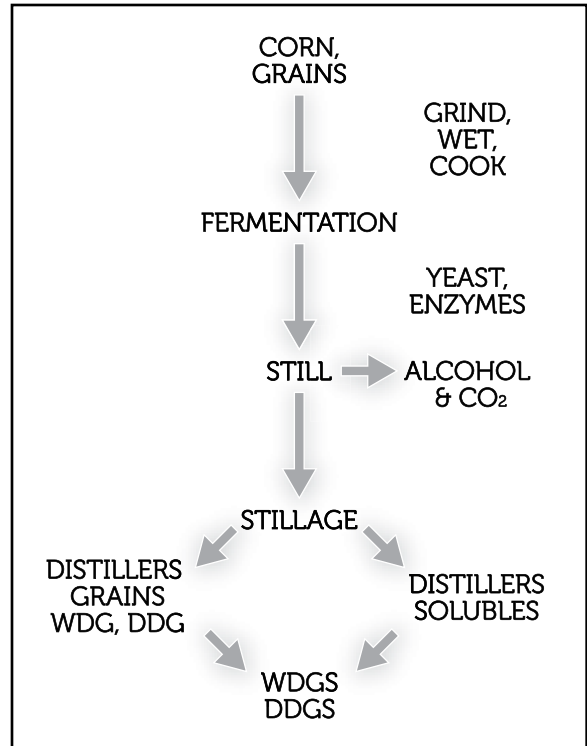 CORN,
GRAINS
GRIND,
WET,
COOK
FERMENTATION
YEAST,
ENZYMES
STILL
ALCOHOL
& CO₂
STILLAGE
DISTILLERS
GRAINS
WDG, DDG
DISTILLERS
SOLUBLES
WDGS
DDGS